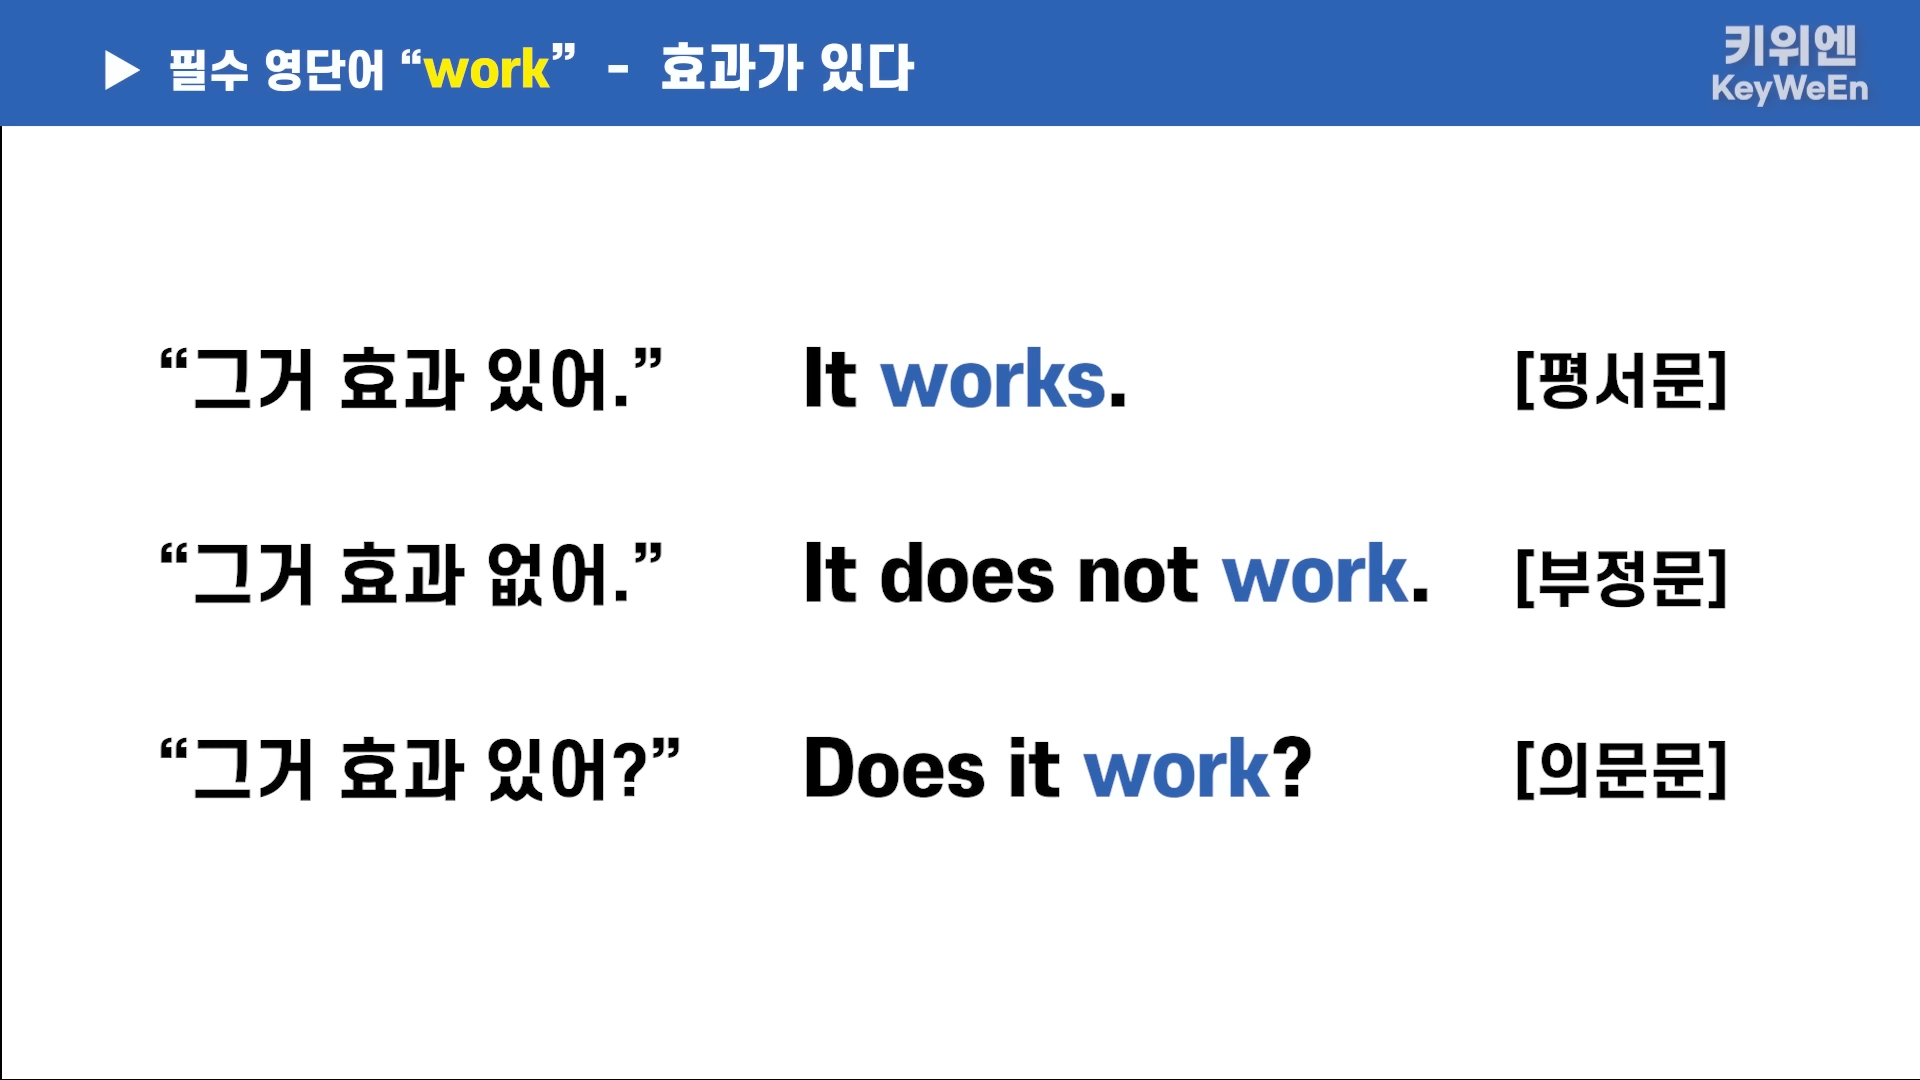 ▶ 필수 영단어 “work” - 효과가 있다
키위엔
KeyWeEn
“그거 효과 있어.” It works. [평서문]
“그거 효과 없어.” It does not work. [부정문]
“그거 효과 있어?” Does it work? [의문문]